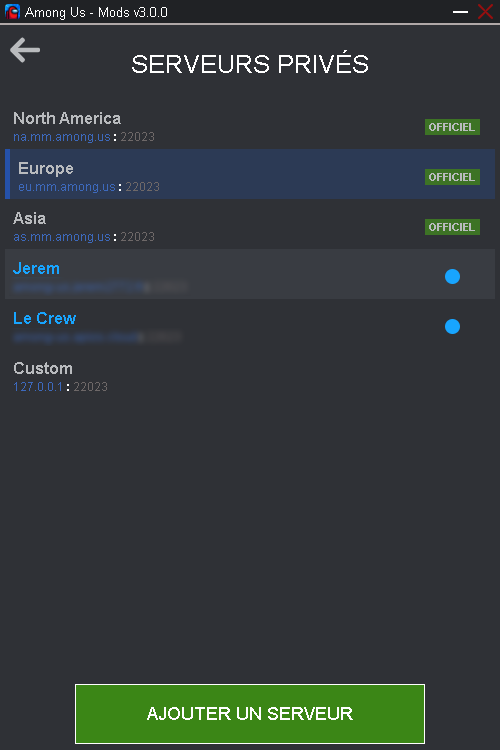 Among Us - Mods v3.0.0
SERVEURS PRIVÉS
North America
na.mm.among.us : 22023
OFFICIEL
Europe
eu.mm.among.us : 22023
OFFICIEL
Asia
as.mm.among.us : 22023
OFFICIEL
Jerem
Le Crew
Custom
127.0.0.1 : 22023
AJOUTER UN SERVEUR